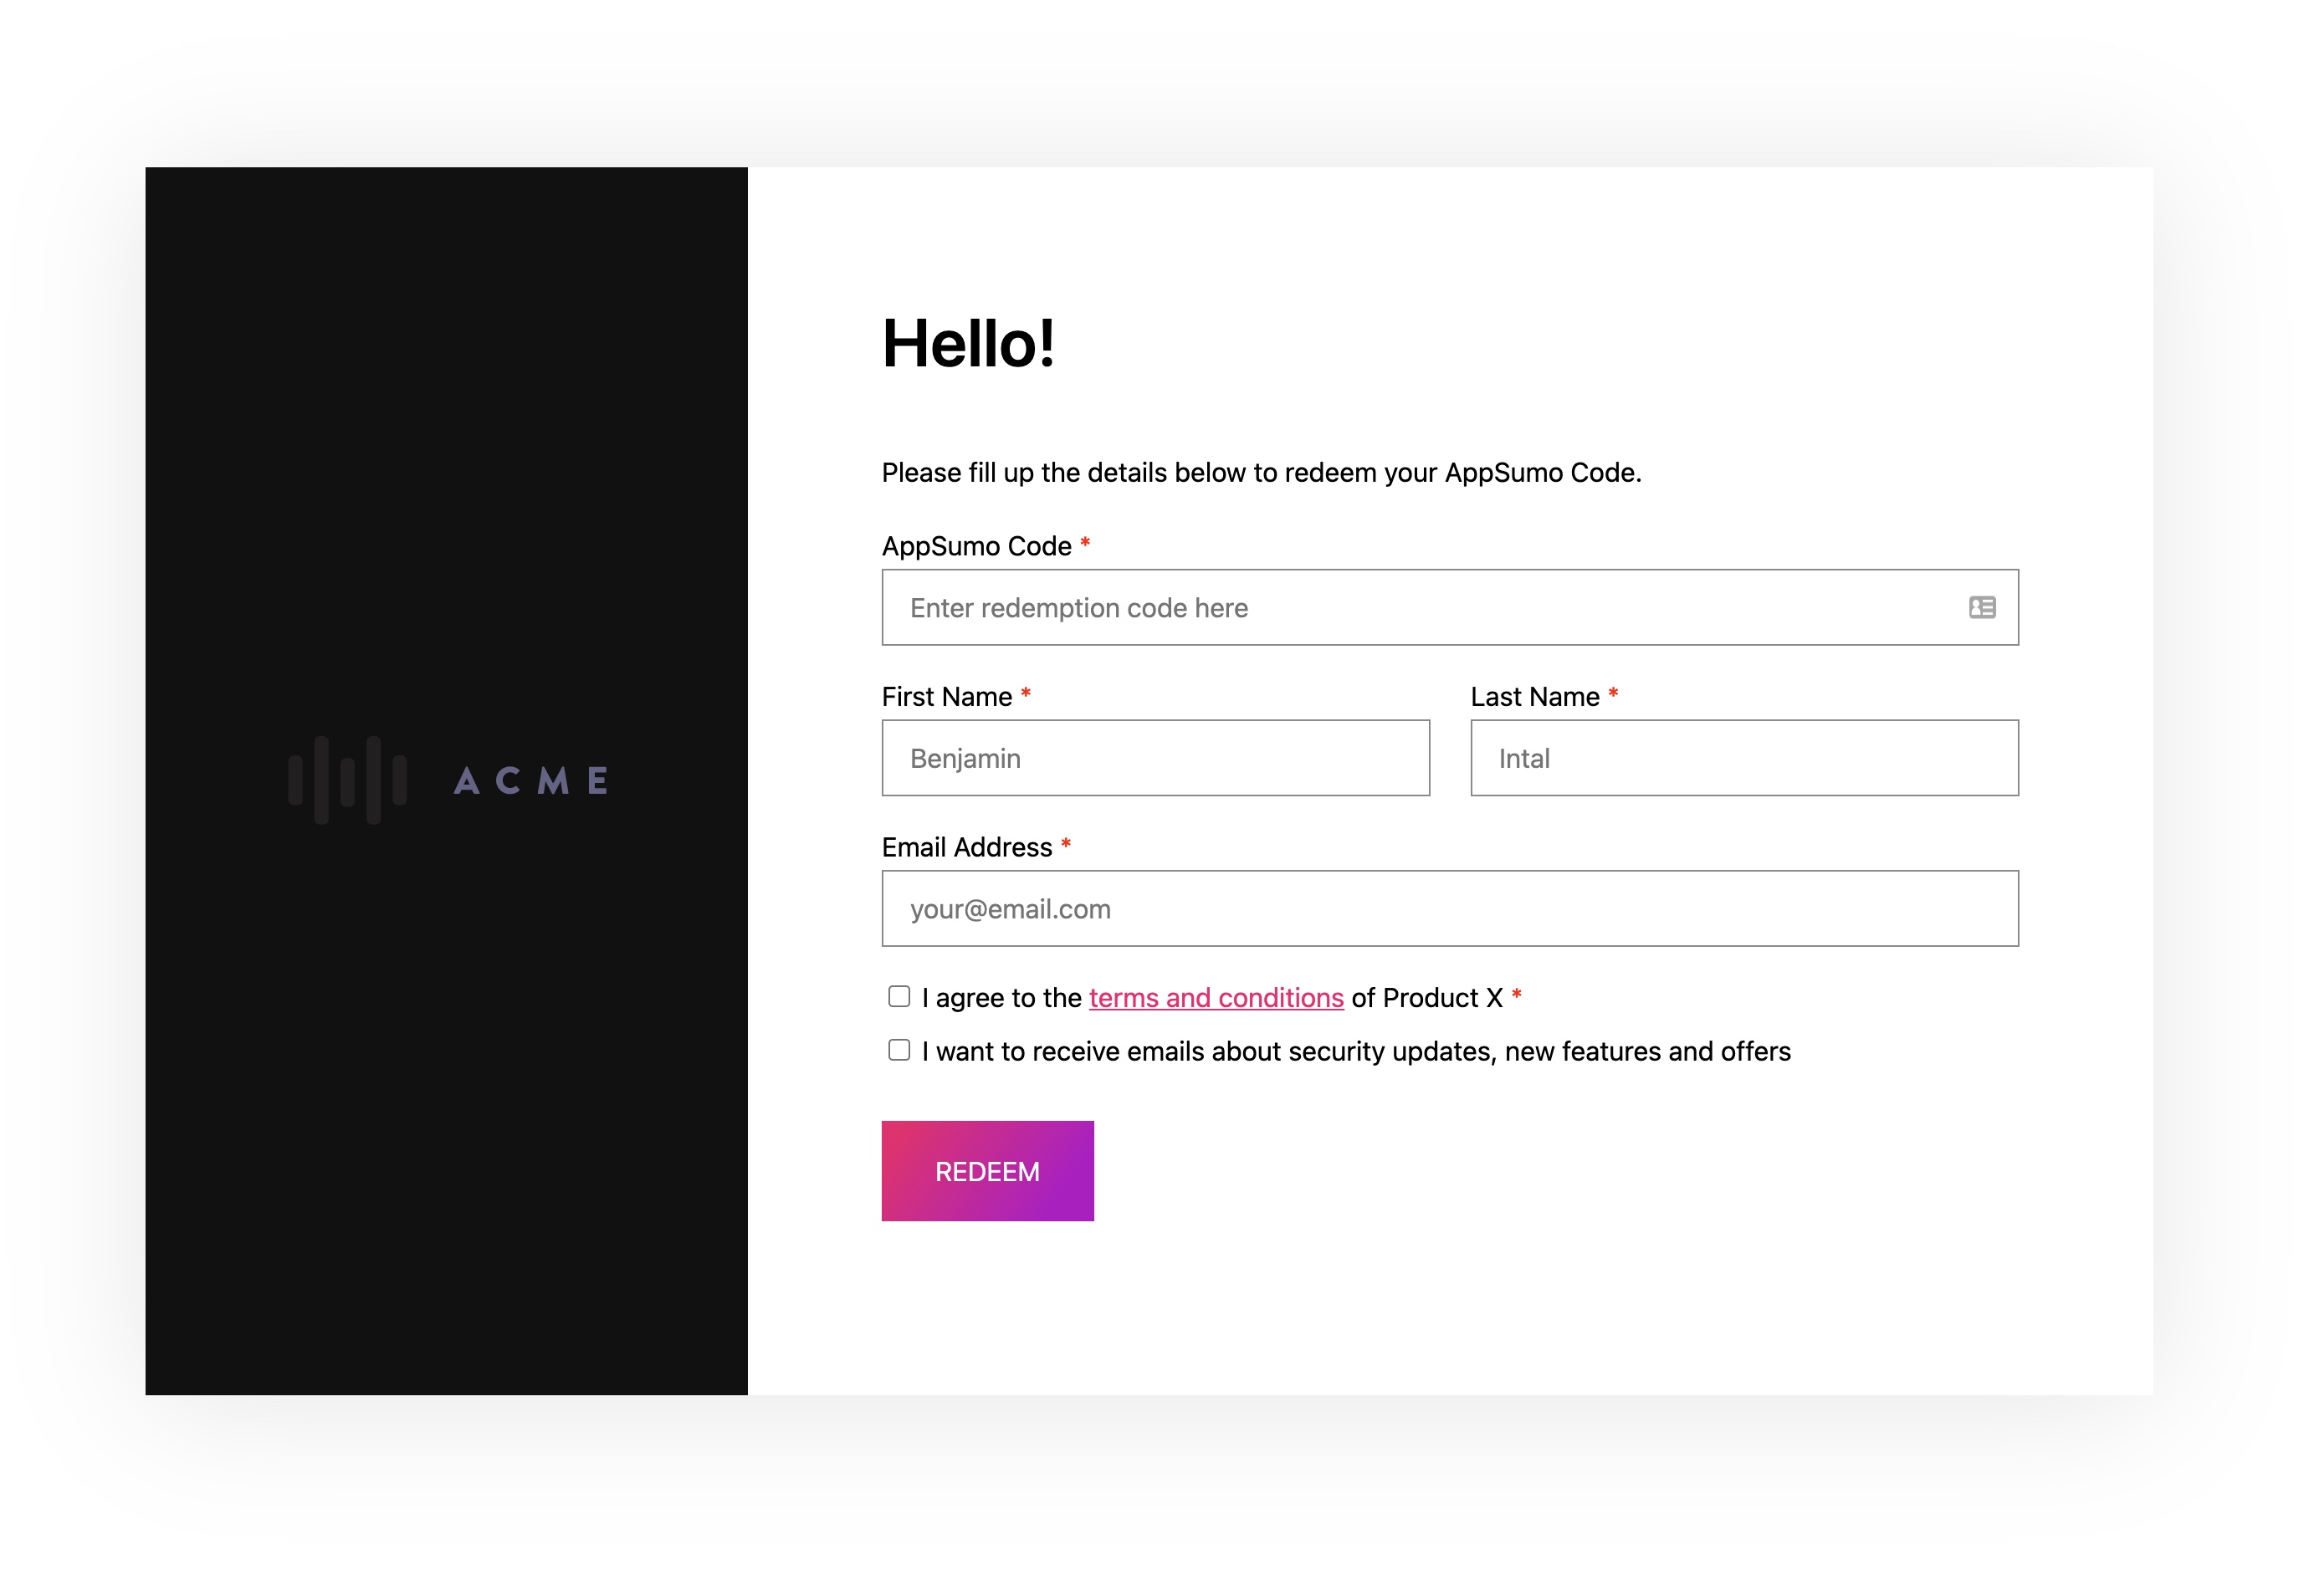 ACME
Hello!
Please fill up the details below to redeem your AppSumo Code.
AppSumo Code *
Enter redemption code here
First Name *
Last Name *
Benjamin
Intal
Email Address *
your@email.com
I agree to the terms and conditions of Product X *
I want to receive emails about security updates, new features and offers
REDEEM